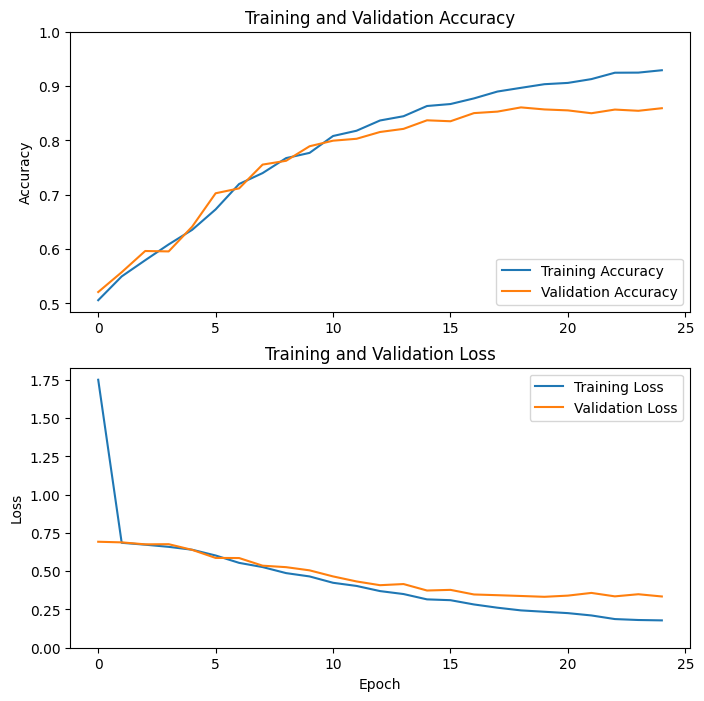 Training and Validation Accuracy
1.0
0.9
0.8
0.7
0.6
0.5
Accuracy
Training Accuracy
Validation Accuracy
0 5 10 15 20 25
Training and Validation Loss
1.75
1.50
1.25
1.00
0.75
0.50
0.25
0.00
Loss
Training Loss
Validation Loss
0 5 10 15 20 25
Epoch